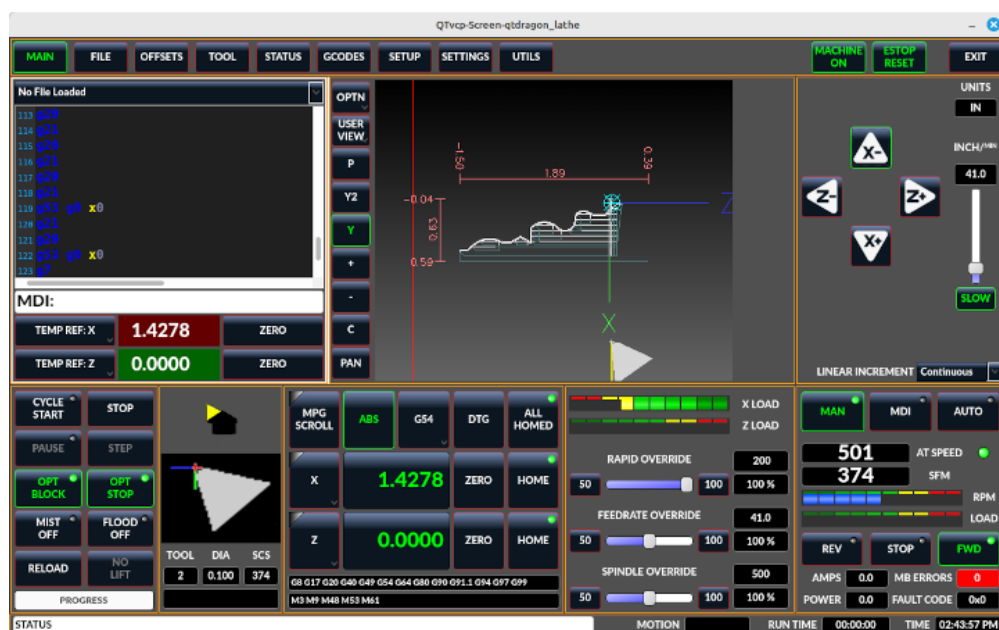 QTvcp-Screen-qtdragon_lathe
MAIN FILE OFFSETS TOOL STATUS GCODES SETUP SETTINGS UTILS MACHINE ON ESTOP RESET EXIT
No File Loaded
113 g20
114 g21
115 g20
116 g21
117 g20
118 g21
119 g53 g0 x0
120 g21
121 g20
122 g53 g0 x0
123 g7
MDI:
TEMP REF: X 1.4278 ZERO
TEMP REF: Z 0.0000 ZERO
OPTN
USER VIEW
P
Y2
Y
+
-
C
PAN
-1.50
1.89
0.39
-0.04
0.63
0.59
Z
X
UNITS
IN
INCH/MIN
41.0
X-
Z-
Z+
X+
SLOW
LINEAR INCREMENT Continuous
CYCLE START STOP
PAUSE STEP
OPT BLOCK OPT STOP
MIST OFF FLOOD OFF
RELOAD NO LIFT
PROGRESS
TOOL DIA SCS
2 0.100 374
MPG SCROLL ABS G54 DTG ALL HOMED
X 1.4278 ZERO HOME
Z 0.0000 ZERO HOME
G8 G17 G20 G40 G49 G54 G64 G80 G90 G91.1 G94 G97 G99
M3 M9 M48 M53 M61
X LOAD
Z LOAD
RAPID OVERRIDE 200
50 100 100 %
FEEDRATE OVERRIDE 41.0
50 100 100 %
SPINDLE OVERRIDE 500
50 100 100 %
MAN MDI AUTO
501 AT SPEED
374 SFM
RPM
LOAD
REV STOP FWD
AMPS 0.0 MB ERRORS 0
POWER 0.0 FAULT CODE 0x0
STATUS MOTION RUN TIME 00:00:00 TIME 02:43:57 PM